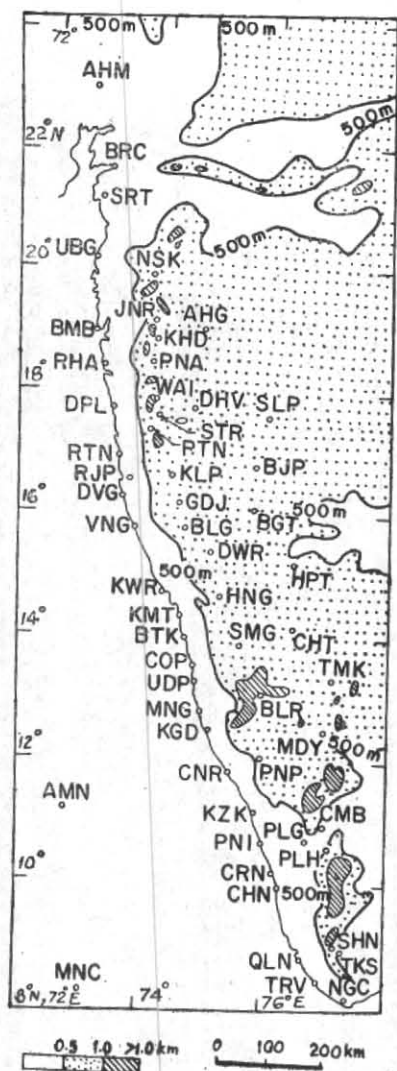 72° 500m 500m
AHM
22°N 500m
BRC
SRT
500m
20°
UBG NSK
JNR AHG
BMB KHD
RHA PNA
18°
WAI
DPL DHV SLP
STR
RTN PTN
RJP KLP BJP
DVG
16° GDJ 500m
VNG BLG BGT
DWR
500m
HPT
KWR HNG
14° KMT
BTK SMG CHT
COP TMK
UDP
MNG BLR
KGD
12° MDY 500m
CNR PNP
AMN
KZK CMB
PLG
PNI PLH
10° CRN
CHN 500m
SHN
QLN TKS
MNC TRV NGC
8°N, 72°E 74° 76°E
0.5 1.0 >1.0 km 0 100 200 km